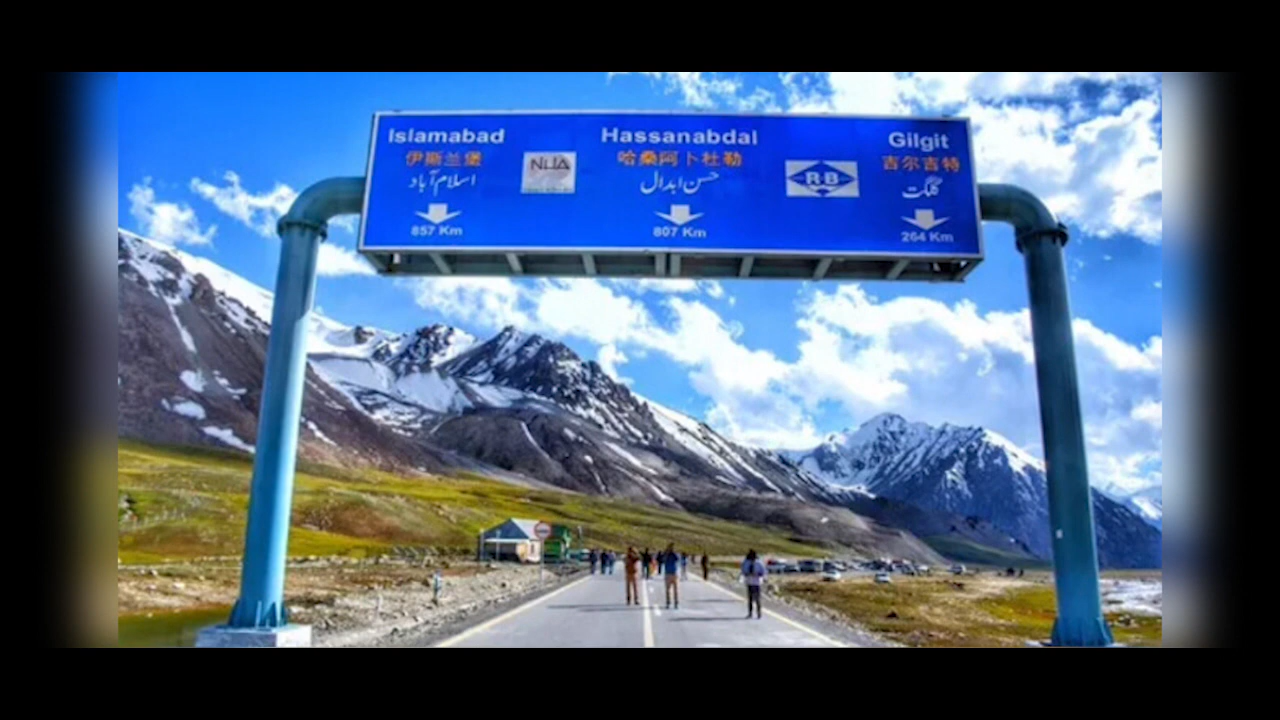 Islamabad
伊斯兰堡
اسلام آباد
857 Km
NHA
Hassanabdal
哈桑阿卜杜勒
حسن ابدال
807 Km
R B
Gilgit
吉尔吉特
گلگت
264 Km